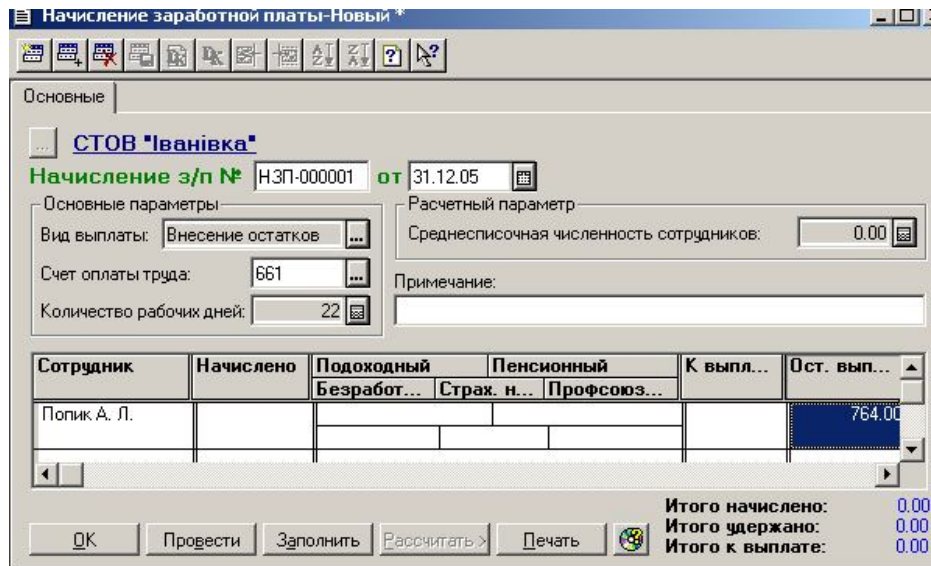 Начисление заработной платы-Новый *
Основные
... СТОВ "Іванівка"
Начисление з/п № НЗП-000001 от 31.12.05
Основные параметры
Расчетный параметр
Вид выплаты: Внесение остатков ...
Среднесписочная численность сотрудников: 0.00
Счет оплаты труда: 661 ...
Примечание:
Количество рабочих дней: 22
Сотрудник Начислено Подоходный Пенсионный К выпл... Ост. вып...
Безработ... Страх. н... Профсоюз...
Попик А. Л. 764.00
Итого начислено: 0.00
Итого удержано: 0.00
Итого к выплате: 0.00
OK Провести Заполнить Рассчитать > Печать